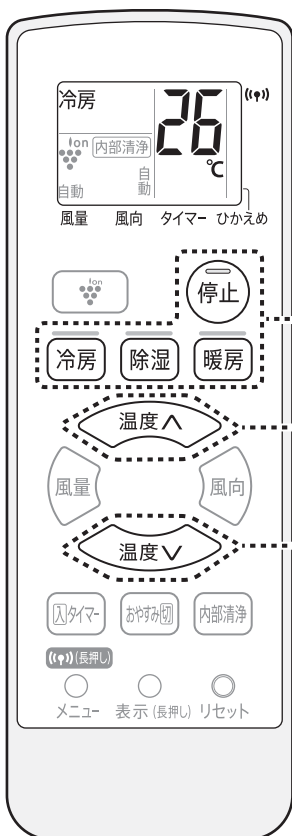 冷房 26
ion 内部清浄 ℃
自動 自動
風量 風向 タイマー ひかえめ
ion
停止
冷房 除湿 暖房
温度∧
風量 風向
温度∨
入タイマー おやすみ切 内部清浄
(長押し)
メニュー 表示(長押し) リセット